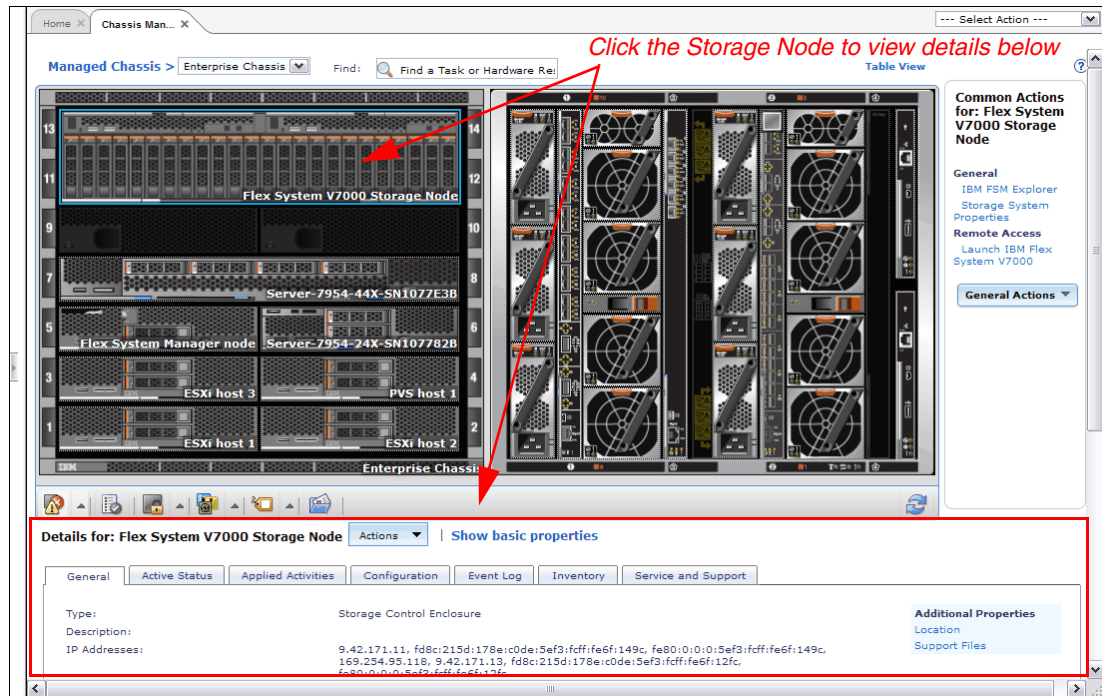 Home
Chassis Man...
--- Select Action ---
Click the Storage Node to view details below
Managed Chassis >
Enterprise Chassis
Find:
Find a Task or Hardware Re:
Table View
Common Actions for: Flex System V7000 Storage Node
General
IBM FSM Explorer
Storage System Properties
Remote Access
Launch IBM Flex System V7000
General Actions
13
14
11
12
Flex System V7000 Storage Node
9
10
7
8
Server-7954-44X-SN1077E3B
5
6
Flex System Manager node
Server-7954-24X-SN107782B
3
4
ESXi host 3
PVS host 1
1
2
ESXi host 1
ESXi host 2
IBM
Enterprise Chassis
Details for: Flex System V7000 Storage Node
Actions
Show basic properties
General
Active Status
Applied Activities
Configuration
Event Log
Inventory
Service and Support
Type:
Storage Control Enclosure
Description:
IP Addresses:
9.42.171.11, fd8c:215d:178e:c0de:5ef3:fcff:fe6f:149c, fe80:0:0:0:5ef3:fcff:fe6f:149c,
169.254.95.118, 9.42.171.13, fd8c:215d:178e:c0de:5ef3:fcff:fe6f:12fc,
fe80:0:0:0:5ef3:fcff:fe6f:12fc
Additional Properties
Location
Support Files